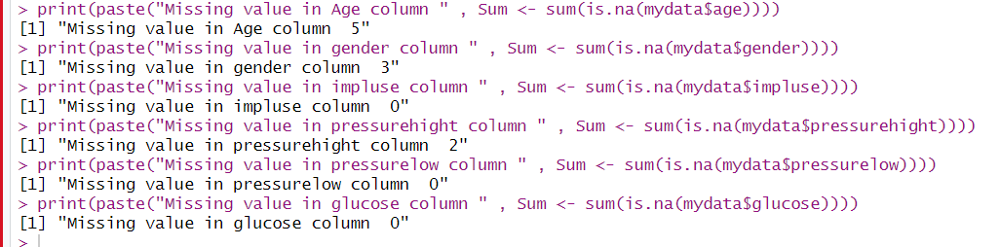 > print(paste("Missing value in Age column " , Sum <- sum(is.na(mydata$age))))
[1] "Missing value in Age column  5"
> print(paste("Missing value in gender column " , Sum <- sum(is.na(mydata$gender))))
[1] "Missing value in gender column  3"
> print(paste("Missing value in impluse column " , Sum <- sum(is.na(mydata$impluse))))
[1] "Missing value in impluse column  0"
> print(paste("Missing value in pressurehight column " , Sum <- sum(is.na(mydata$pressurehight))))
[1] "Missing value in pressurehight column  2"
> print(paste("Missing value in pressurelow column " , Sum <- sum(is.na(mydata$pressurelow))))
[1] "Missing value in pressurelow column  0"
> print(paste("Missing value in glucose column " , Sum <- sum(is.na(mydata$glucose))))
[1] "Missing value in glucose column  0"
>